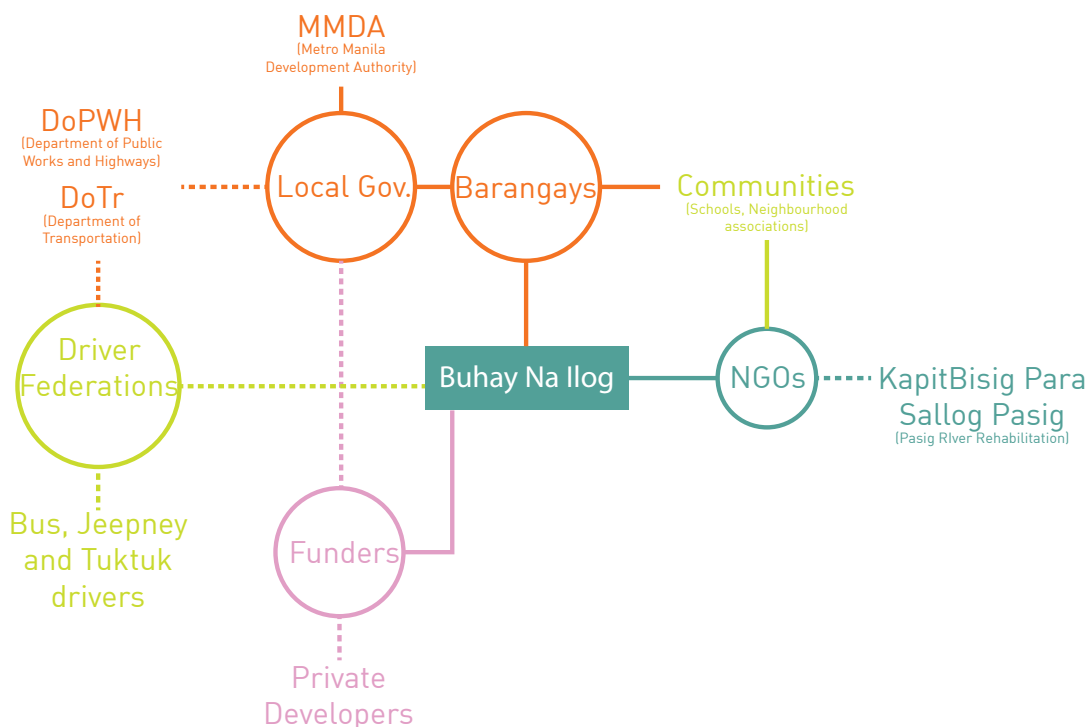 MMDA
(Metro Manila
Development Authority)
DoPWH
(Department of Public
Works and Highways)
DoTr
(Department of
Transportation)
Local Gov.
Barangays
Communities
(Schools, Neighbourhood
associations)
Driver
Federations
Buhay Na Ilog
NGOs
KapitBisig Para
Sallog Pasig
(Pasig RIver Rehabilitation)
Bus, Jeepney
and Tuktuk
drivers
Funders
Private
Developers